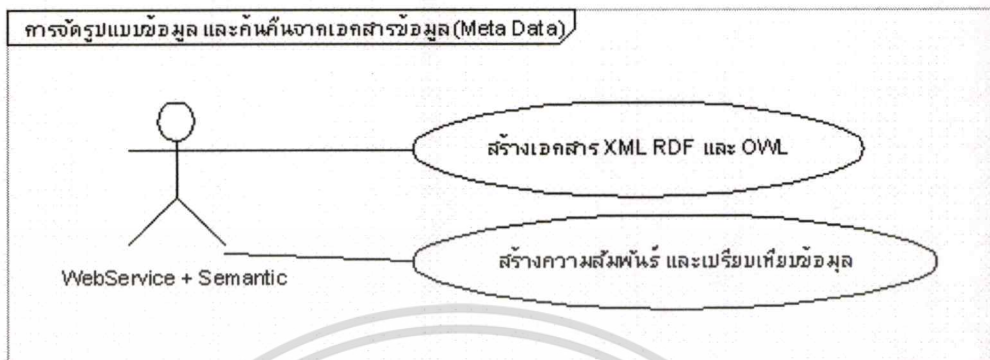 การจัดรูปแบบข้อมูล และค้นคืนจากเอกสารข้อมูล(Meta Data)
สร้างเอกสาร XML RDF และ OWL
สร้างความสัมพันธ์ และเปรียบเทียบข้อมุล
WebService + Semantic